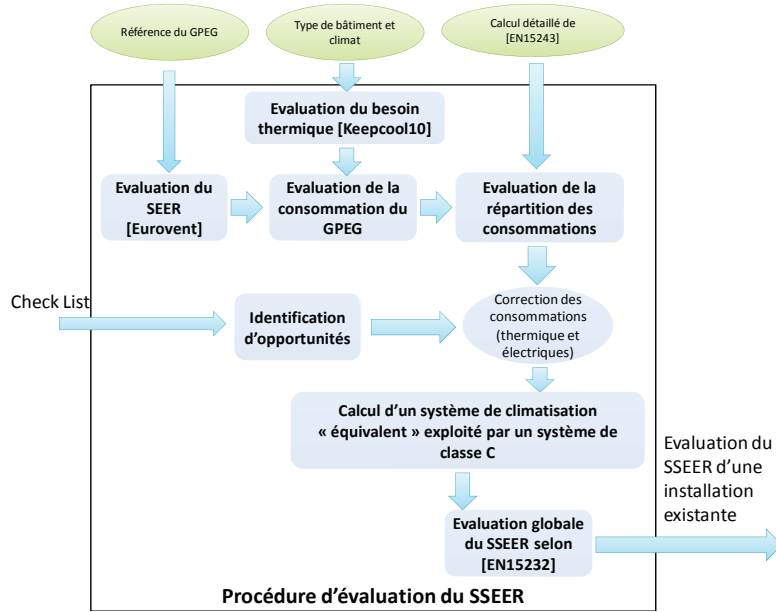 Référence du GPEG
Type de bâtiment et
climat
Calcul détaillé de
[EN15243]
Evaluation du besoin
thermique [Keepcool10]
Evaluation du
SEER
[Eurovent]
Evaluation de la
consommation du
GPEG
Evaluation de la
répartition des
consommations
Check List
Identification
d’opportunités
Correction des
consommations
(thermique et
électriques)
Calcul d’un système de climatisation
« équivalent » exploité par un système de
classe C
Evaluation du
SSEER d’une
installation
existante
Evaluation globale
du SSEER selon
[EN15232]
Procédure d’évaluation du SSEER